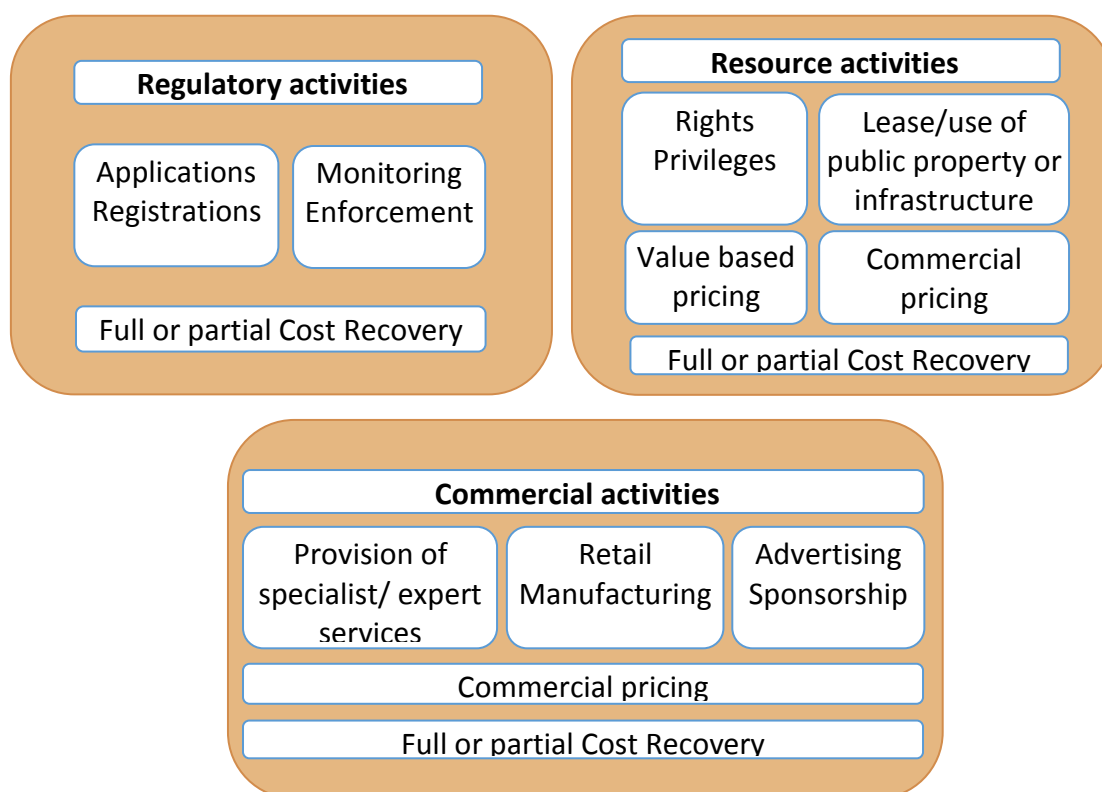 Regulatory activities
Applications
Registrations
Monitoring
Enforcement
Full or partial Cost Recovery
Resource activities
Rights
Privileges
Lease/use of
public property or
infrastructure
Value based
pricing
Commercial
pricing
Full or partial Cost Recovery
Commercial activities
Provision of
specialist/ expert
services
Retail
Manufacturing
Advertising
Sponsorship
Commercial pricing
Full or partial Cost Recovery